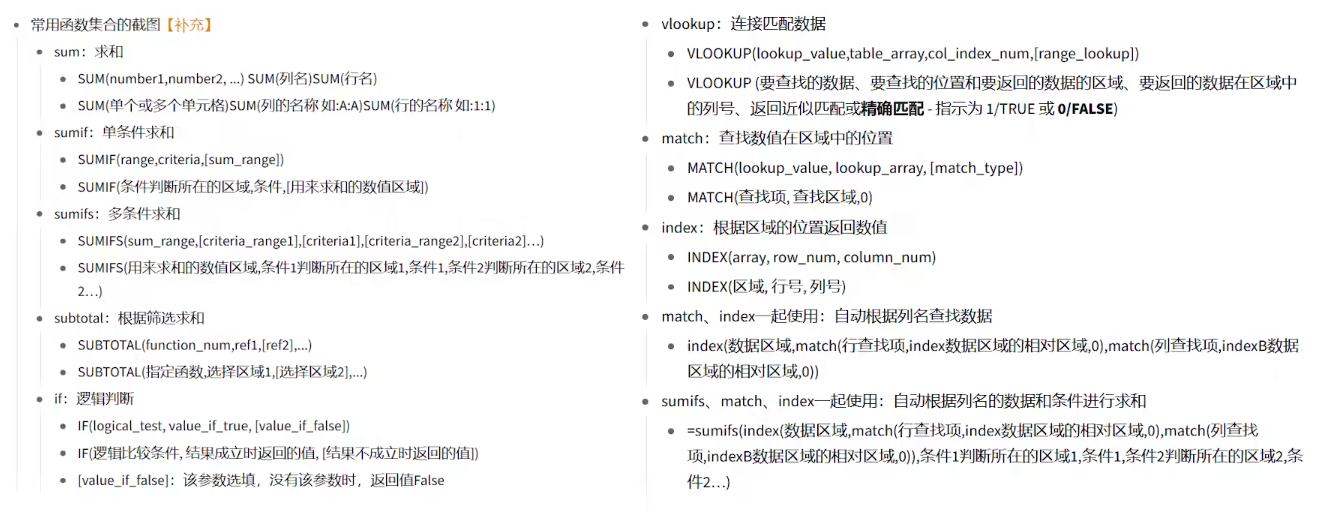 常用函数集合的截图【补充】
sum：求和
SUM(number1,number2, ...) SUM(列名)SUM(行名)
SUM(单个或多个单元格)SUM(列的名称 如:A:A)SUM(行的名称 如:1:1)
sumif：单条件求和
SUMIF(range,criteria,[sum_range])
SUMIF(条件判断所在的区域,条件,[用来求和的数值区域])
sumifs：多条件求和
SUMIFS(sum_range,[criteria_range1],[criteria1],[criteria_range2],[criteria2]…)
SUMIFS(用来求和的数值区域,条件1判断所在的区域1,条件1,条件2判断所在的区域2,条件
2…)
subtotal：根据筛选求和
SUBTOTAL(function_num,ref1,[ref2],...)
SUBTOTAL(指定函数,选择区域1,[选择区域2],...)
if：逻辑判断
IF(logical_test, value_if_true, [value_if_false])
IF(逻辑比较条件, 结果成立时返回的值, [结果不成立时返回的值])
[value_if_false]：该参数选填，没有该参数时，返回值False
vlookup：连接匹配数据
VLOOKUP(lookup_value,table_array,col_index_num,[range_lookup])
VLOOKUP (要查找的数据、要查找的位置和要返回的数据的区域、要返回的数据在区域中
的列号、返回近似匹配或精确匹配 - 指示为 1/TRUE 或 0/FALSE)
match：查找数值在区域中的位置
MATCH(lookup_value, lookup_array, [match_type])
MATCH(查找项, 查找区域,0)
index：根据区域的位置返回数值
INDEX(array, row_num, column_num)
INDEX(区域, 行号, 列号)
match、index一起使用：自动根据列名查找数据
index(数据区域,match(行查找项,index数据区域的相对区域,0),match(列查找项,indexB数据
区域的相对区域,0))
sumifs、match、index一起使用：自动根据列名的数据和条件进行求和
=sumifs(index(数据区域,match(行查找项,index数据区域的相对区域,0),match(列查找
项,indexB数据区域的相对区域,0)),条件1判断所在的区域1,条件1,条件2判断所在的区域2,条
件2…)